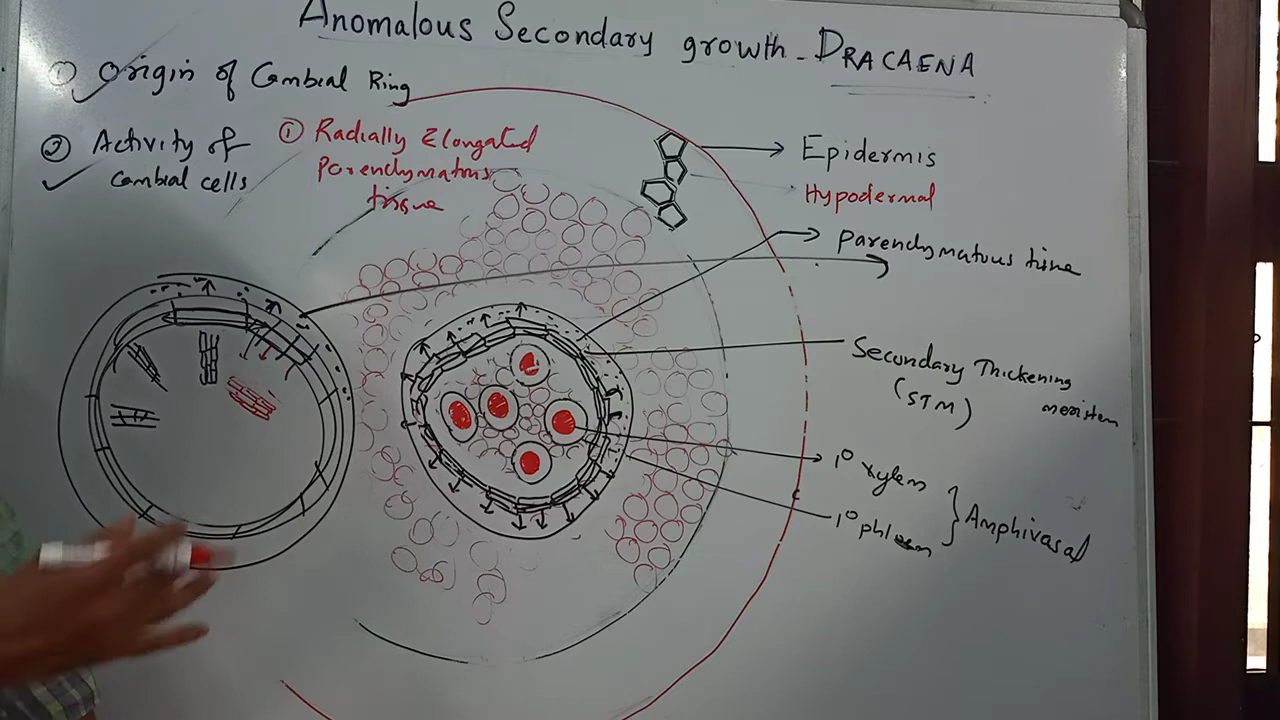 Anomalous Secondary growth - DRACAENA
① Origin of Cambial Ring
② Activity of
Cambial cells
① Radially Elongated
Parenchymatous
tissue
Epidermis
Hypodermal
Parenchymatous tissue
Secondary Thickening
(STM) meristem
1° xylem
1° phloem
Amphivasal